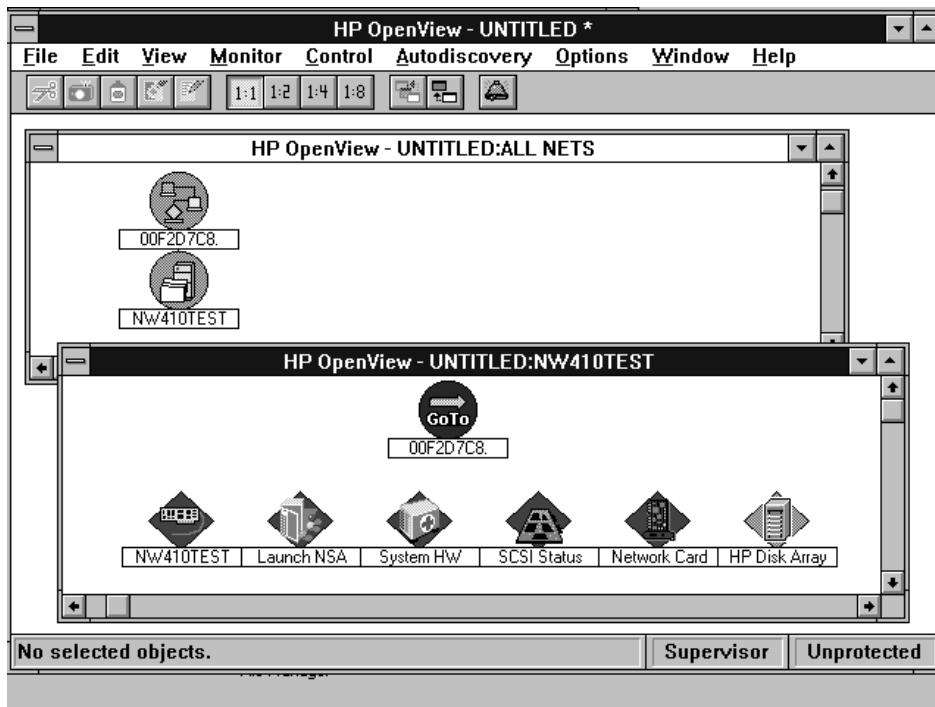 HP OpenView - UNTITLED *
File Edit View Monitor Control Autodiscovery Options Window Help
1:1 1:2 1:4 1:8
HP OpenView - UNTITLED:ALL NETS
00F2D7C8.
NW410TEST
HP OpenView - UNTITLED:NW410TEST
GoTo
00F2D7C8.
NW410TEST Launch NSA System HW SCSI Status Network Card HP Disk Array
No selected objects. Supervisor Unprotected